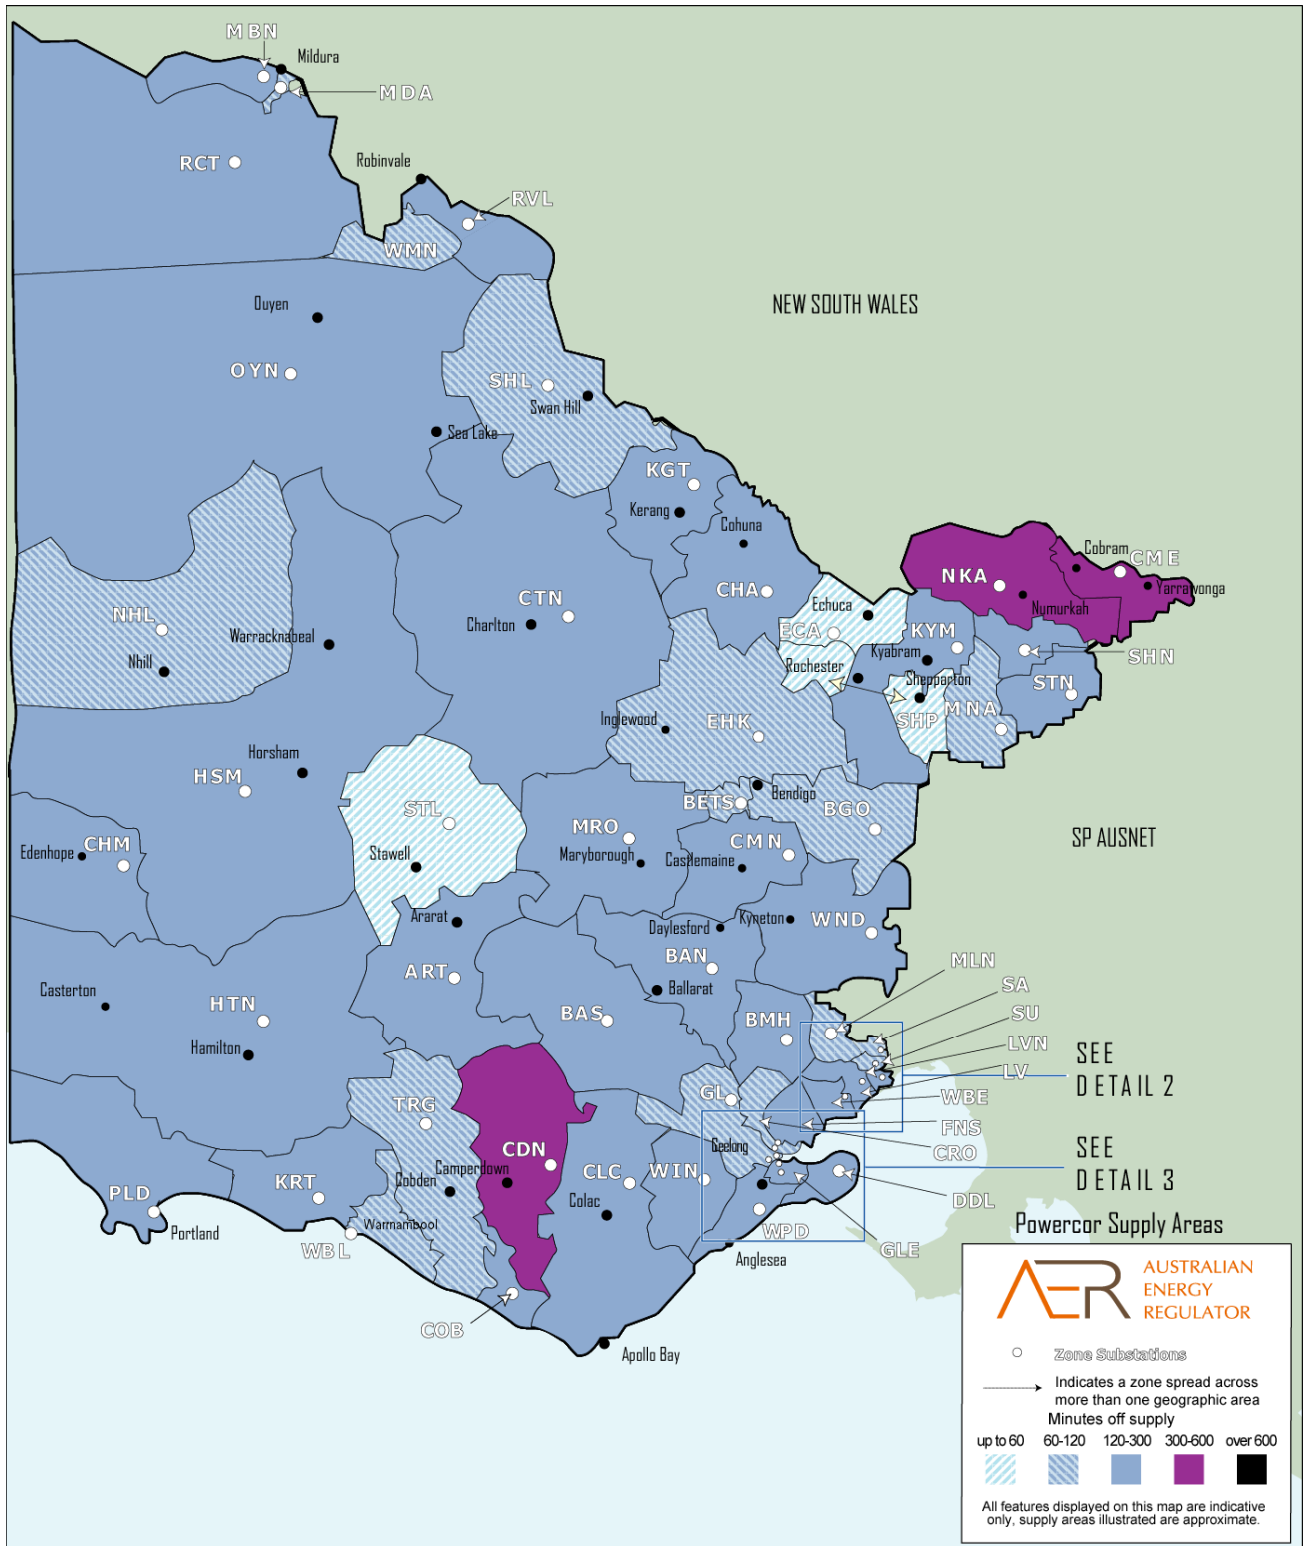 MBN
Mildura
MDA
RCT
Robinvale
RVL
WMN
NEW SOUTH WALES
Ouyen
OYN
SHL
Swan Hill
Sea Lake
KGT
Kerang
Cohuna
Cobram
CME
NKA
Yarrawonga
CHA
Numurkah
CTN
Charlton
Echuca
ECA
KYM
NHL
Warracknabeal
Nhill
Kyabram
SHN
Rochester
Shepparton
STN
MNA
SHP
Inglewood
EHK
Horsham
HSM
Bendigo
BETS
BGO
STL
MRO
CMN
SP AUSNET
Edenhope
CHM
Maryborough
Castlemaine
Stawell
Ararat
Kyneton
WND
Daylesford
BAN
MLN
ART
SA
Casterton
Ballarat
HTN
BAS
BMH
SU
Hamilton
LVN
SEE
DETAIL 2
LV
GL
WBE
TRG
FNS
Geelong
CRO
SEE
DETAIL 3
CDN
Camperdown
CLC
WIN
Cobden
KRT
PLD
Colac
DDL
Portland
Warrnambool
WPD
Powercor Supply Areas
WBL
GLE
Anglesea
COB
Apollo Bay
AER
AUSTRALIAN
ENERGY
REGULATOR
Zone Substations
Indicates a zone spread across
more than one geographic area
Minutes off supply
up to 60 60-120 120-300 300-600 over 600
All features displayed on this map are indicative
only, supply areas illustrated are approximate.